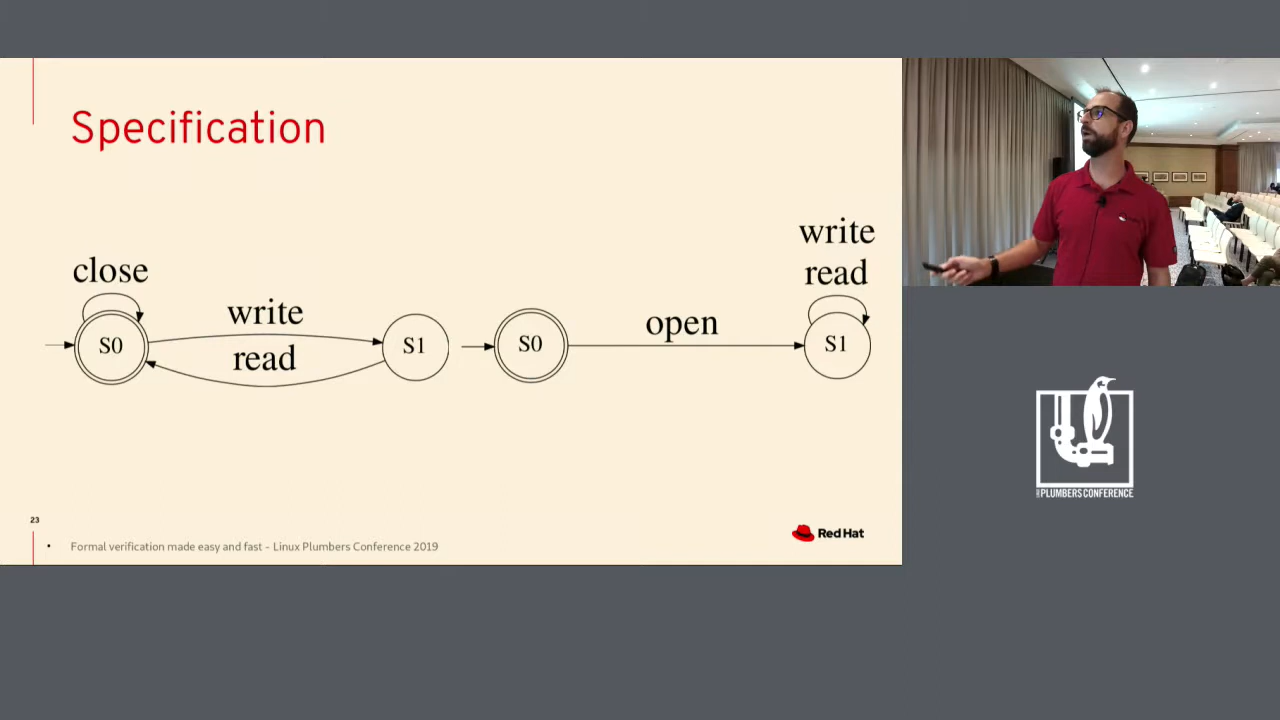 Specification
close
write
read
S0
S1
open
write
read
S0
S1
23
• Formal verification made easy and fast - Linux Plumbers Conference 2019
Red Hat
PLUMBERS CONFERENCE